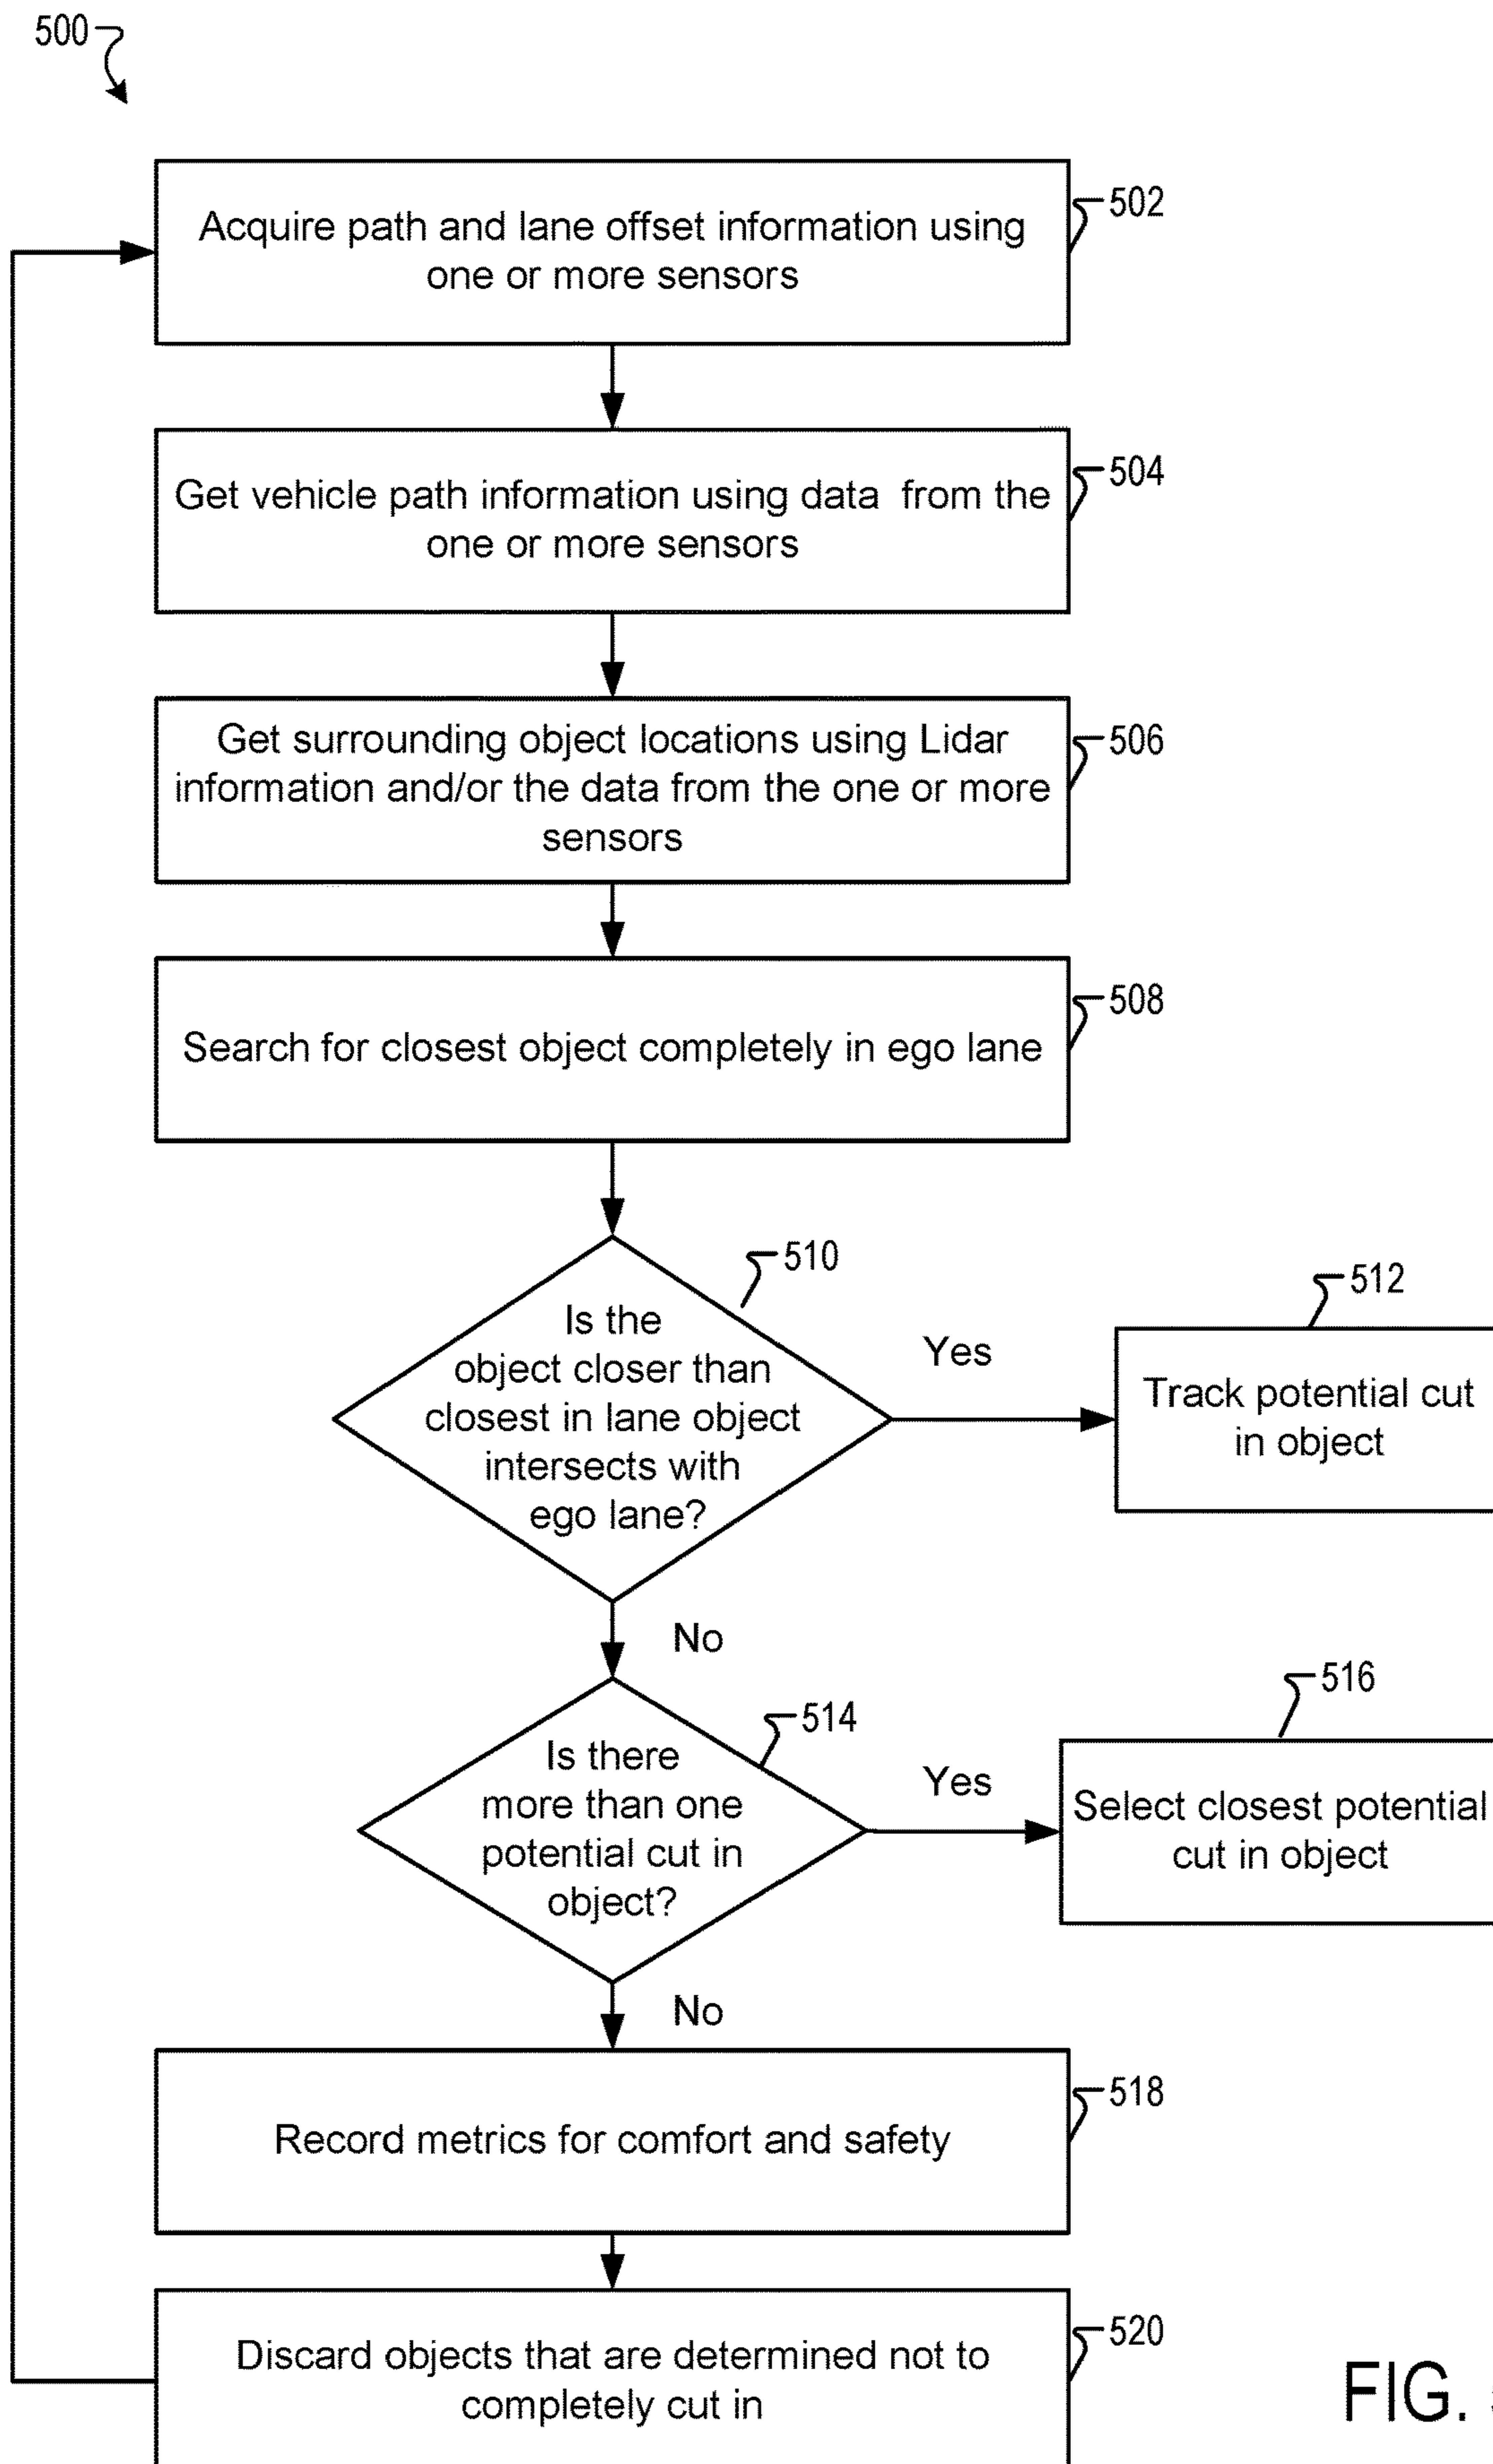 500
Acquire path and lane offset information using
one or more sensors
502
Get vehicle path information using data from the
one or more sensors
504
Get surrounding object locations using Lidar
information and/or the data from the one or more
sensors
506
Search for closest object completely in ego lane
508
510
Is the
object closer than
closest in lane object
intersects with
ego lane?
Yes
512
Track potential cut
in object
No
514
Is there
more than one
potential cut in
object?
Yes
516
Select closest potential
cut in object
No
Record metrics for comfort and safety
518
Discard objects that are determined not to
completely cut in
520
FIG.